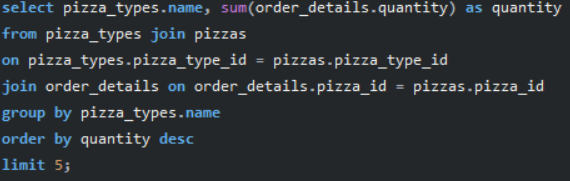 select pizza_types.name, sum(order_details.quantity) as quantity
from pizza_types join pizzas
on pizza_types.pizza_type_id = pizzas.pizza_type_id
join order_details on order_details.pizza_id = pizzas.pizza_id
group by pizza_types.name
order by quantity desc
limit 5;